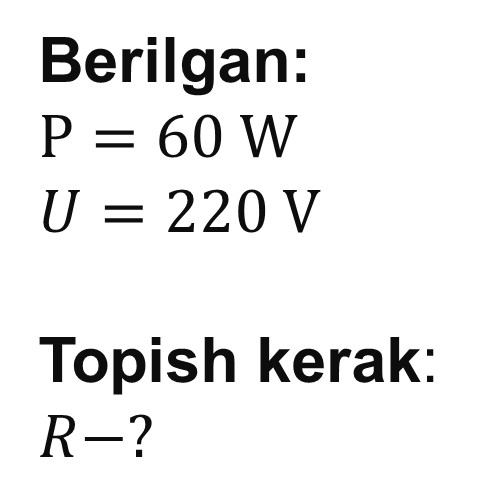 Berilgan:
P = 60 W
U = 220 V
Topish kerak:
R−?